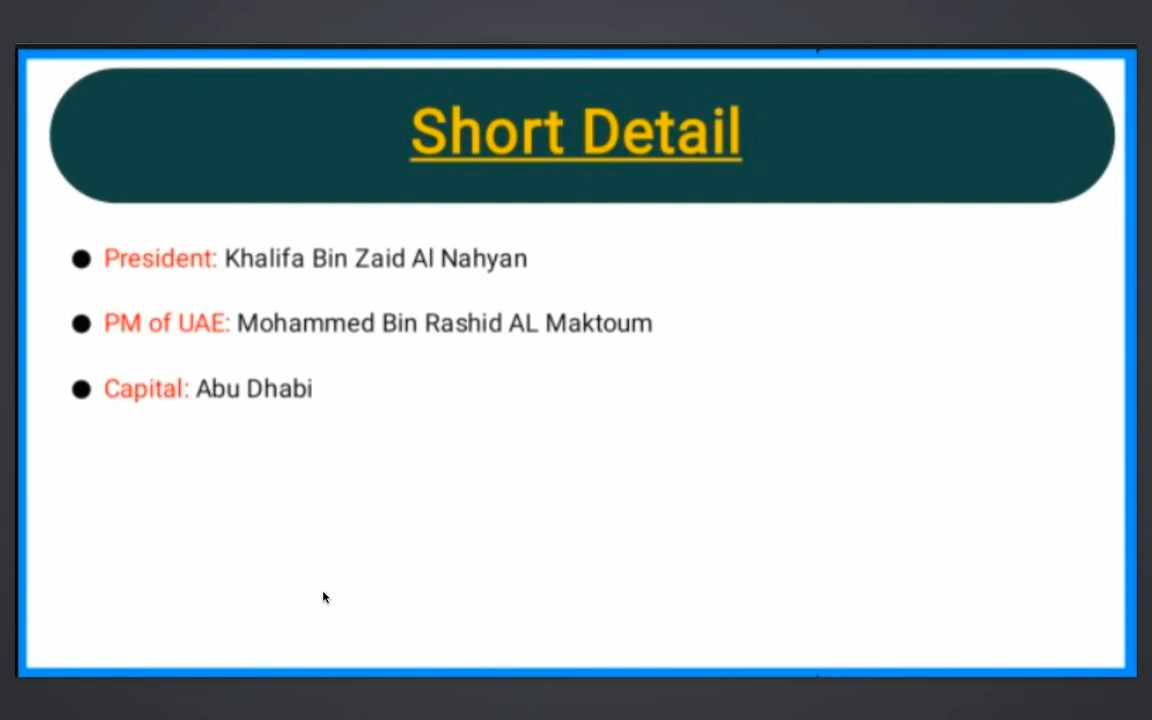 Short Detail
President: Khalifa Bin Zaid Al Nahyan
PM of UAE: Mohammed Bin Rashid AL Maktoum
Capital: Abu Dhabi